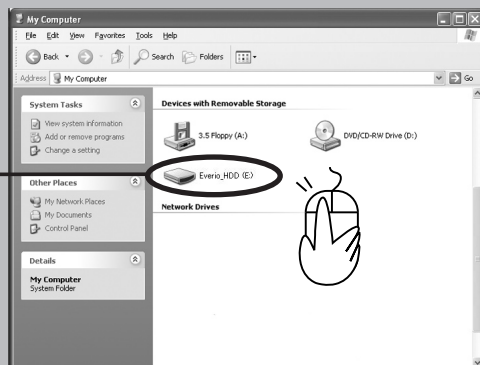 My Computer
File Edit View Favorites Tools Help
Back Search Folders
Address My Computer Go
System Tasks
View system information
Add or remove programs
Change a setting
Other Places
My Network Places
My Documents
Control Panel
Details
My Computer
System Folder
Devices with Removable Storage
3.5 Floppy (A:)
DVD/CD-RW Drive (D:)
Everio_HDD (E:)
Network Drives